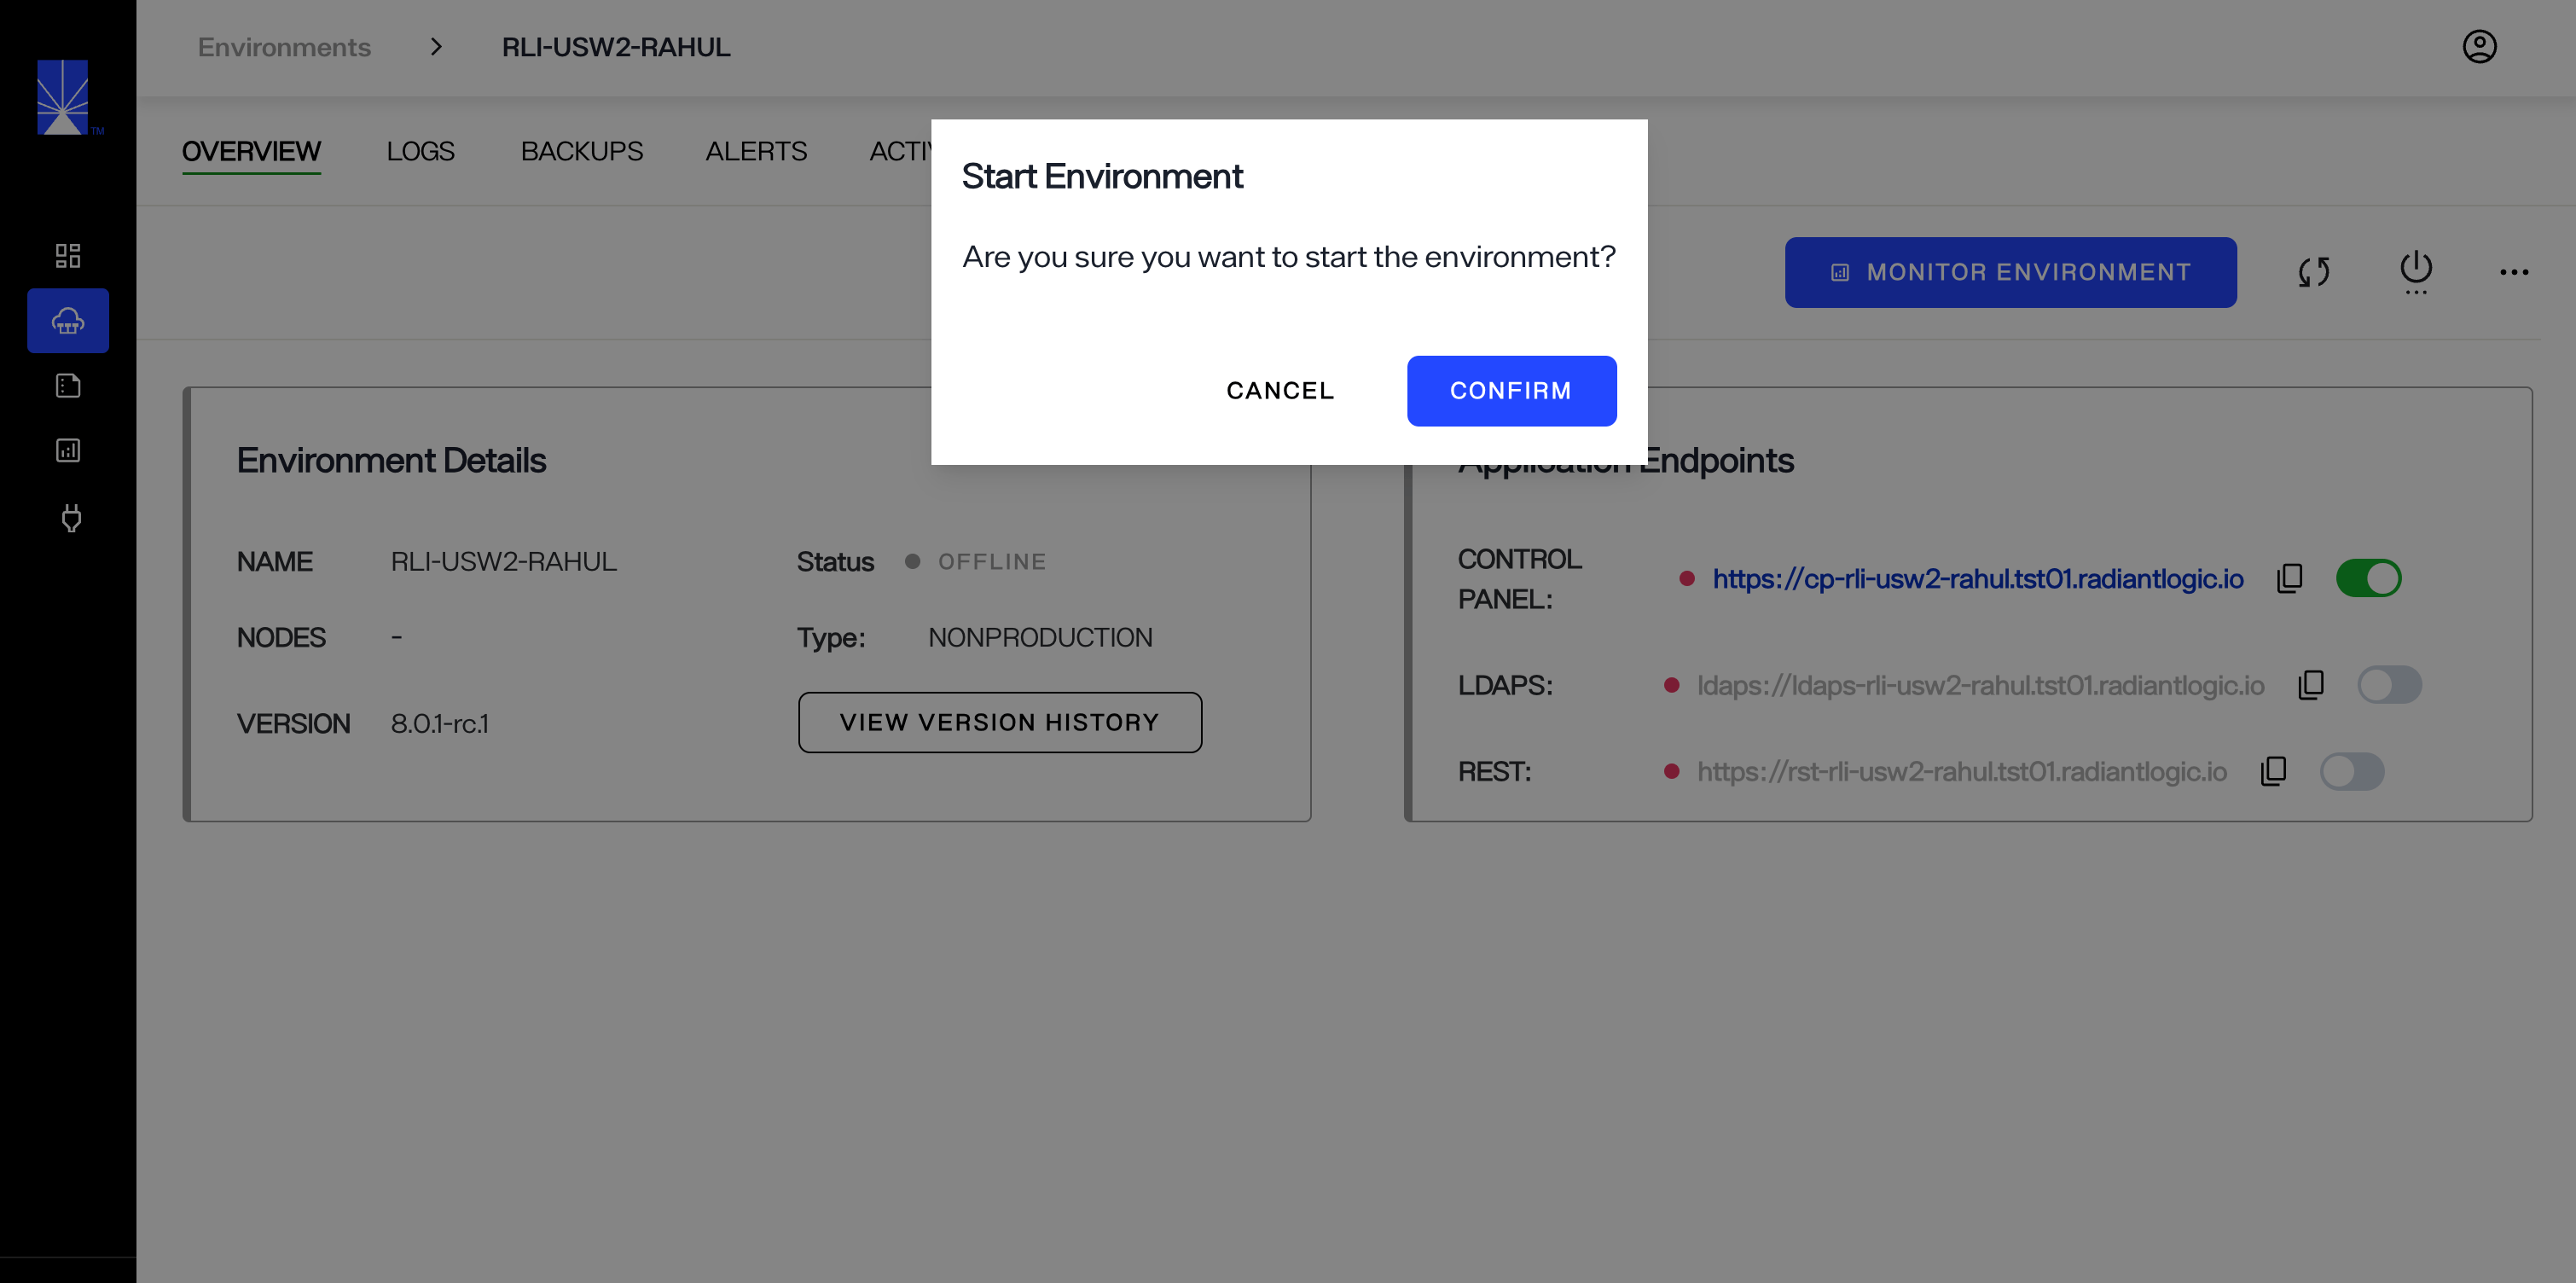 Environments > RLI-USW2-RAHUL
TM
OVERVIEW LOGS BACKUPS ALERTS ACTIV
Start Environment
Are you sure you want to start the environment?
CANCEL CONFIRM
MONITOR ENVIRONMENT
Environment Details
NAME RLI-USW2-RAHUL Status OFFLINE
NODES - Type: NONPRODUCTION
VERSION 8.0.1-rc.1 VIEW VERSION HISTORY
Application Endpoints
CONTROL
PANEL: https://cp-rli-usw2-rahul.tst01.radiantlogic.io
LDAPS: ldaps://ldaps-rli-usw2-rahul.tst01.radiantlogic.io
REST: https://rst-rli-usw2-rahul.tst01.radiantlogic.io